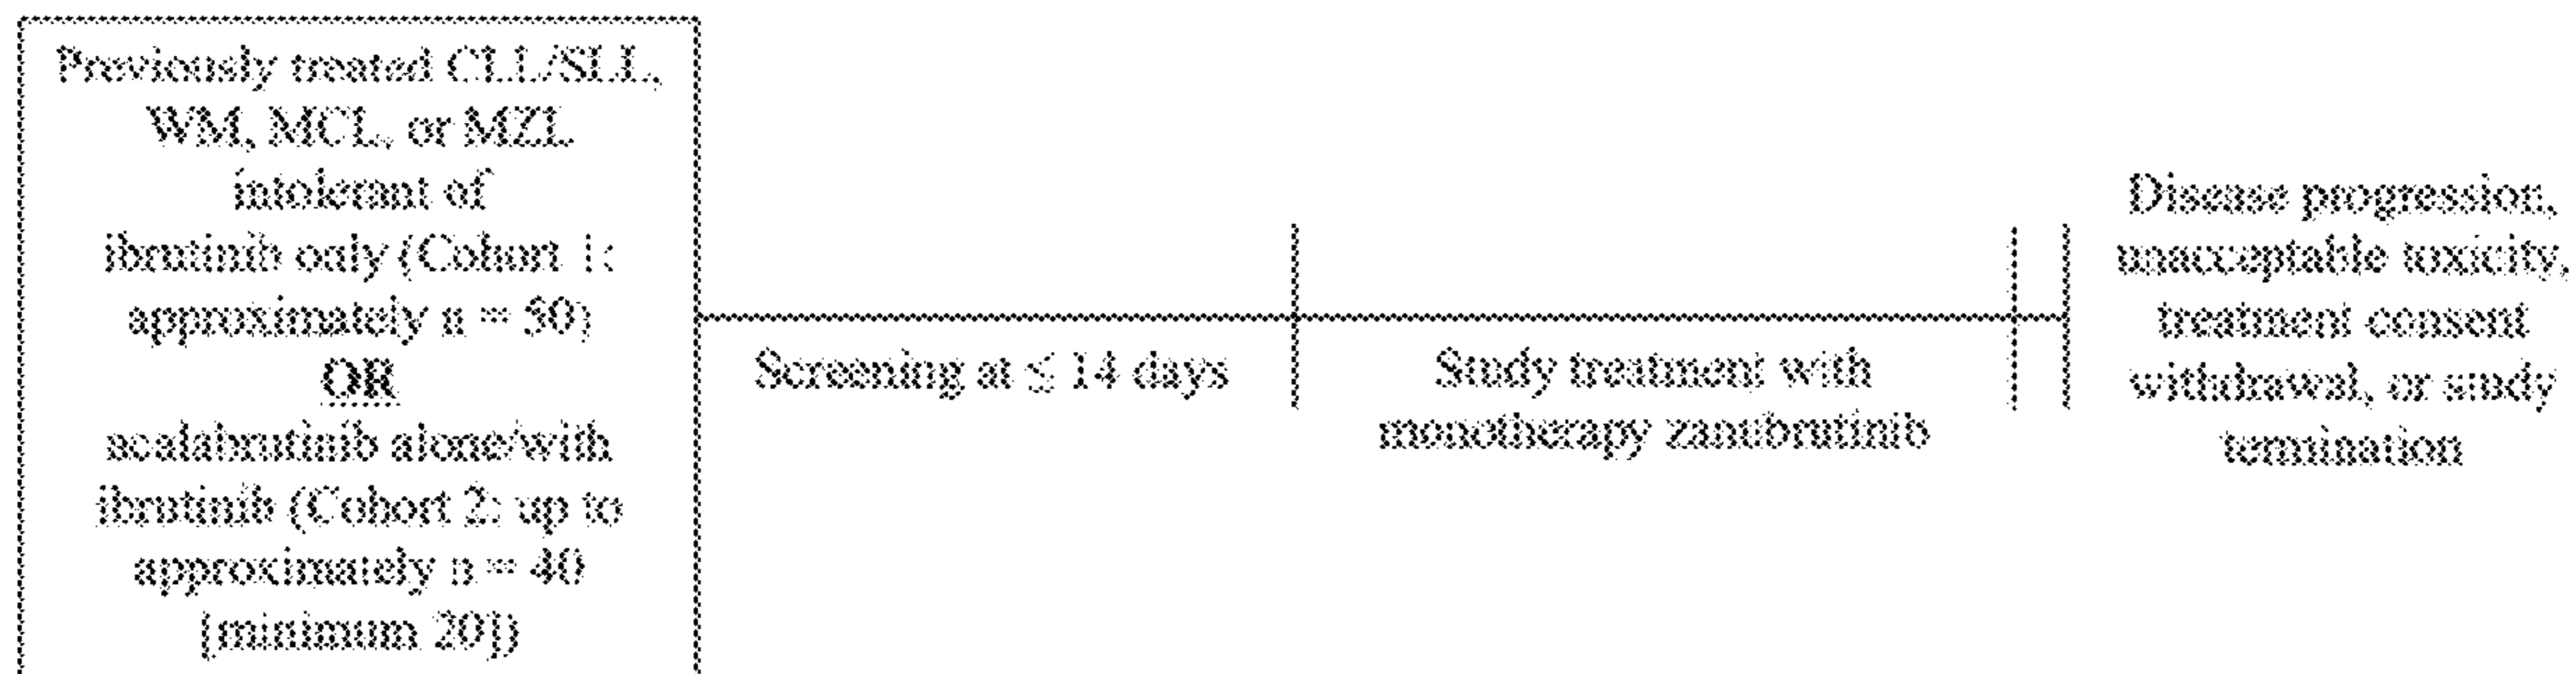 Previously treated CLL/SLL,
WM, MCL, or MZL
intolerant of
ibrutinib only (Cohort 1:
approximately n = 50)
OR
acalabrutinib alone/with
ibrutinib (Cohort 2: up to
approximately n = 40
[minimum 20])
Screening at ≤ 14 days
Study treatment with
monotherapy zanubrutinib
Disease progression,
unacceptable toxicity,
treatment consent
withdrawal, or study
termination